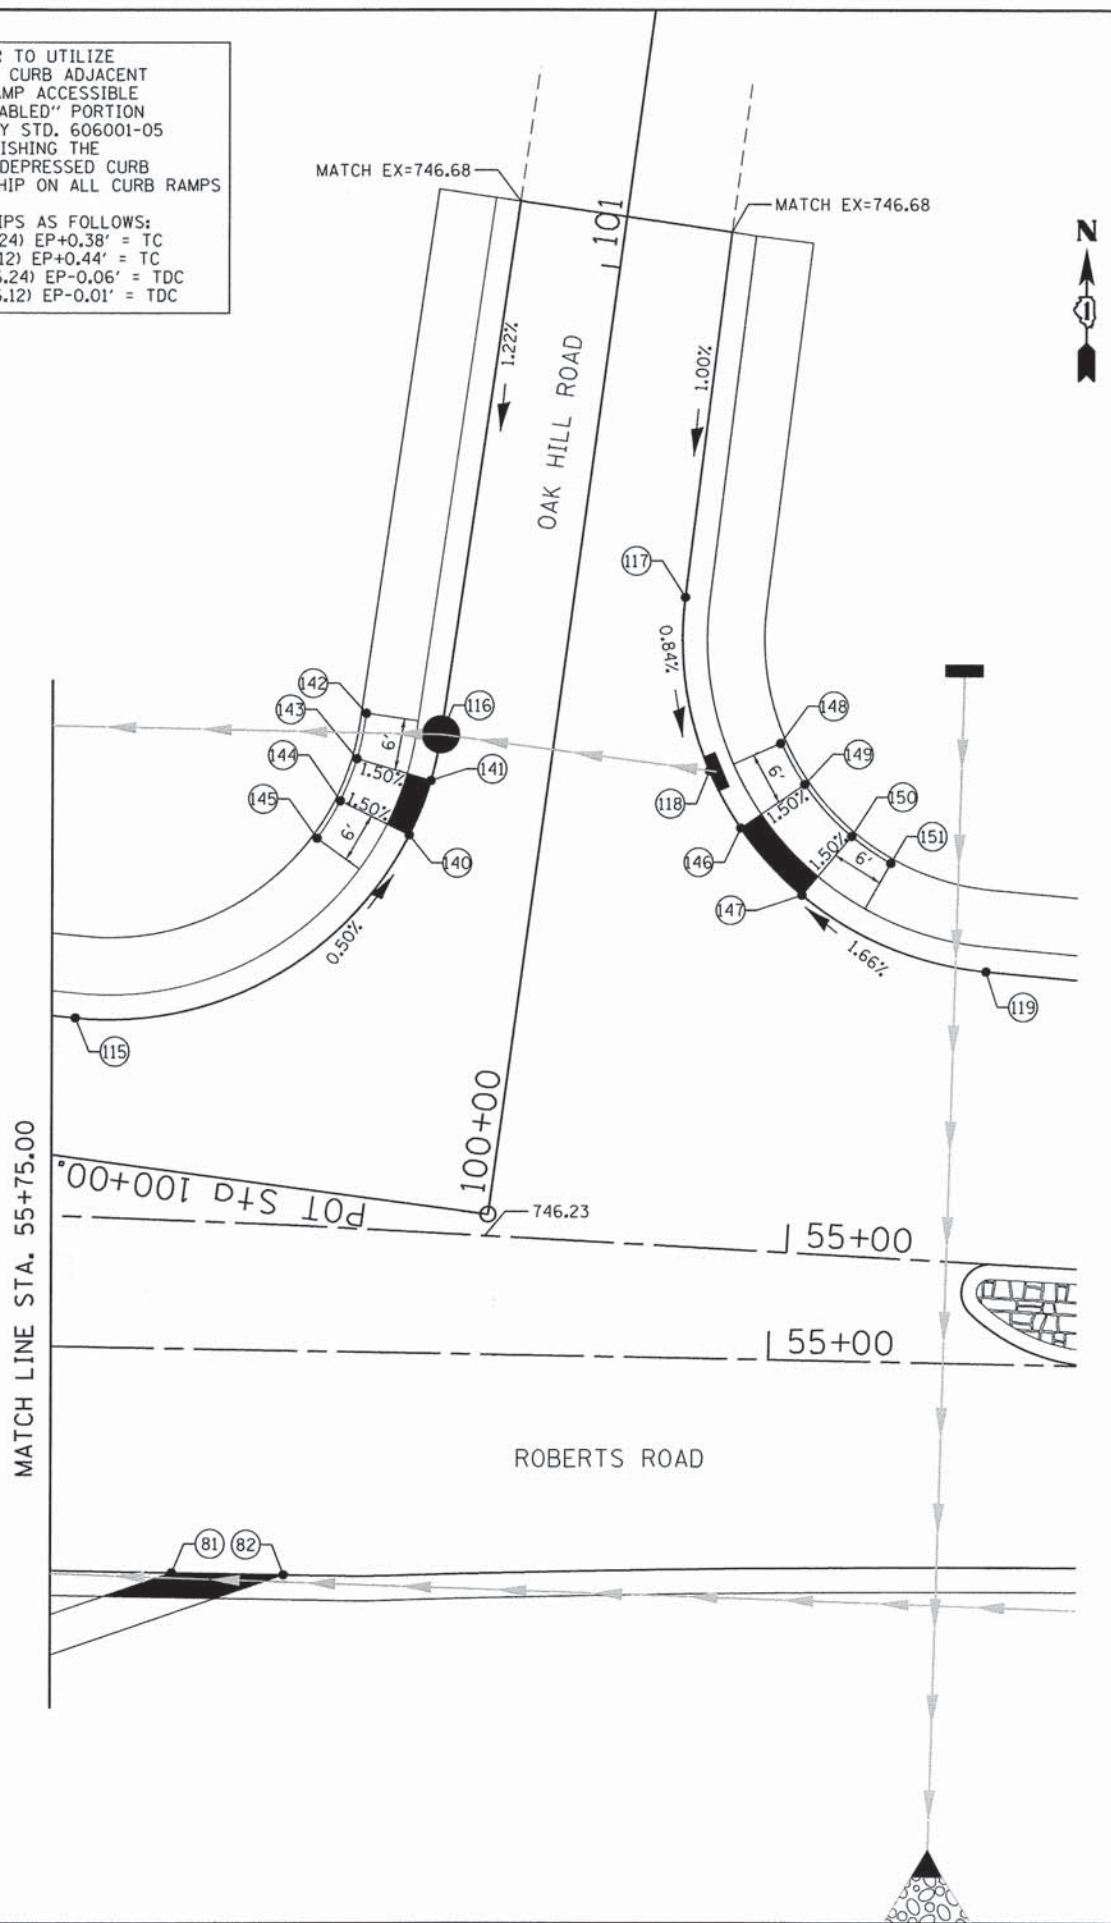 TO UTILIZE
CURB ADJACENT
AMP ACCESSIBLE
ABLED" PORTION
Y STD. 606001-05
ISHING THE
DEPRESSED CURB
HIP ON ALL CURB RAMPS
IPS AS FOLLOWS:
24) EP+0.38' = TC
12) EP+0.44' = TC
.24) EP-0.06' = TDC
.12) EP-0.01' = TDC
MATCH EX=746.68
MATCH EX=746.68
101
N
1
1.22%
1.00%
OAK HILL ROAD
117
0.84%
142
116
143
6'
148
144
1.50%
141
149
145
1.50%
6'
118
6'
1.50%
150
140
146
1.50%
6'
151
147
0.50%
1.66%
119
115
100+00
POT Sta 100+00.
746.23
55+00
55+00
MATCH LINE STA. 55+75.00
ROBERTS ROAD
81 82